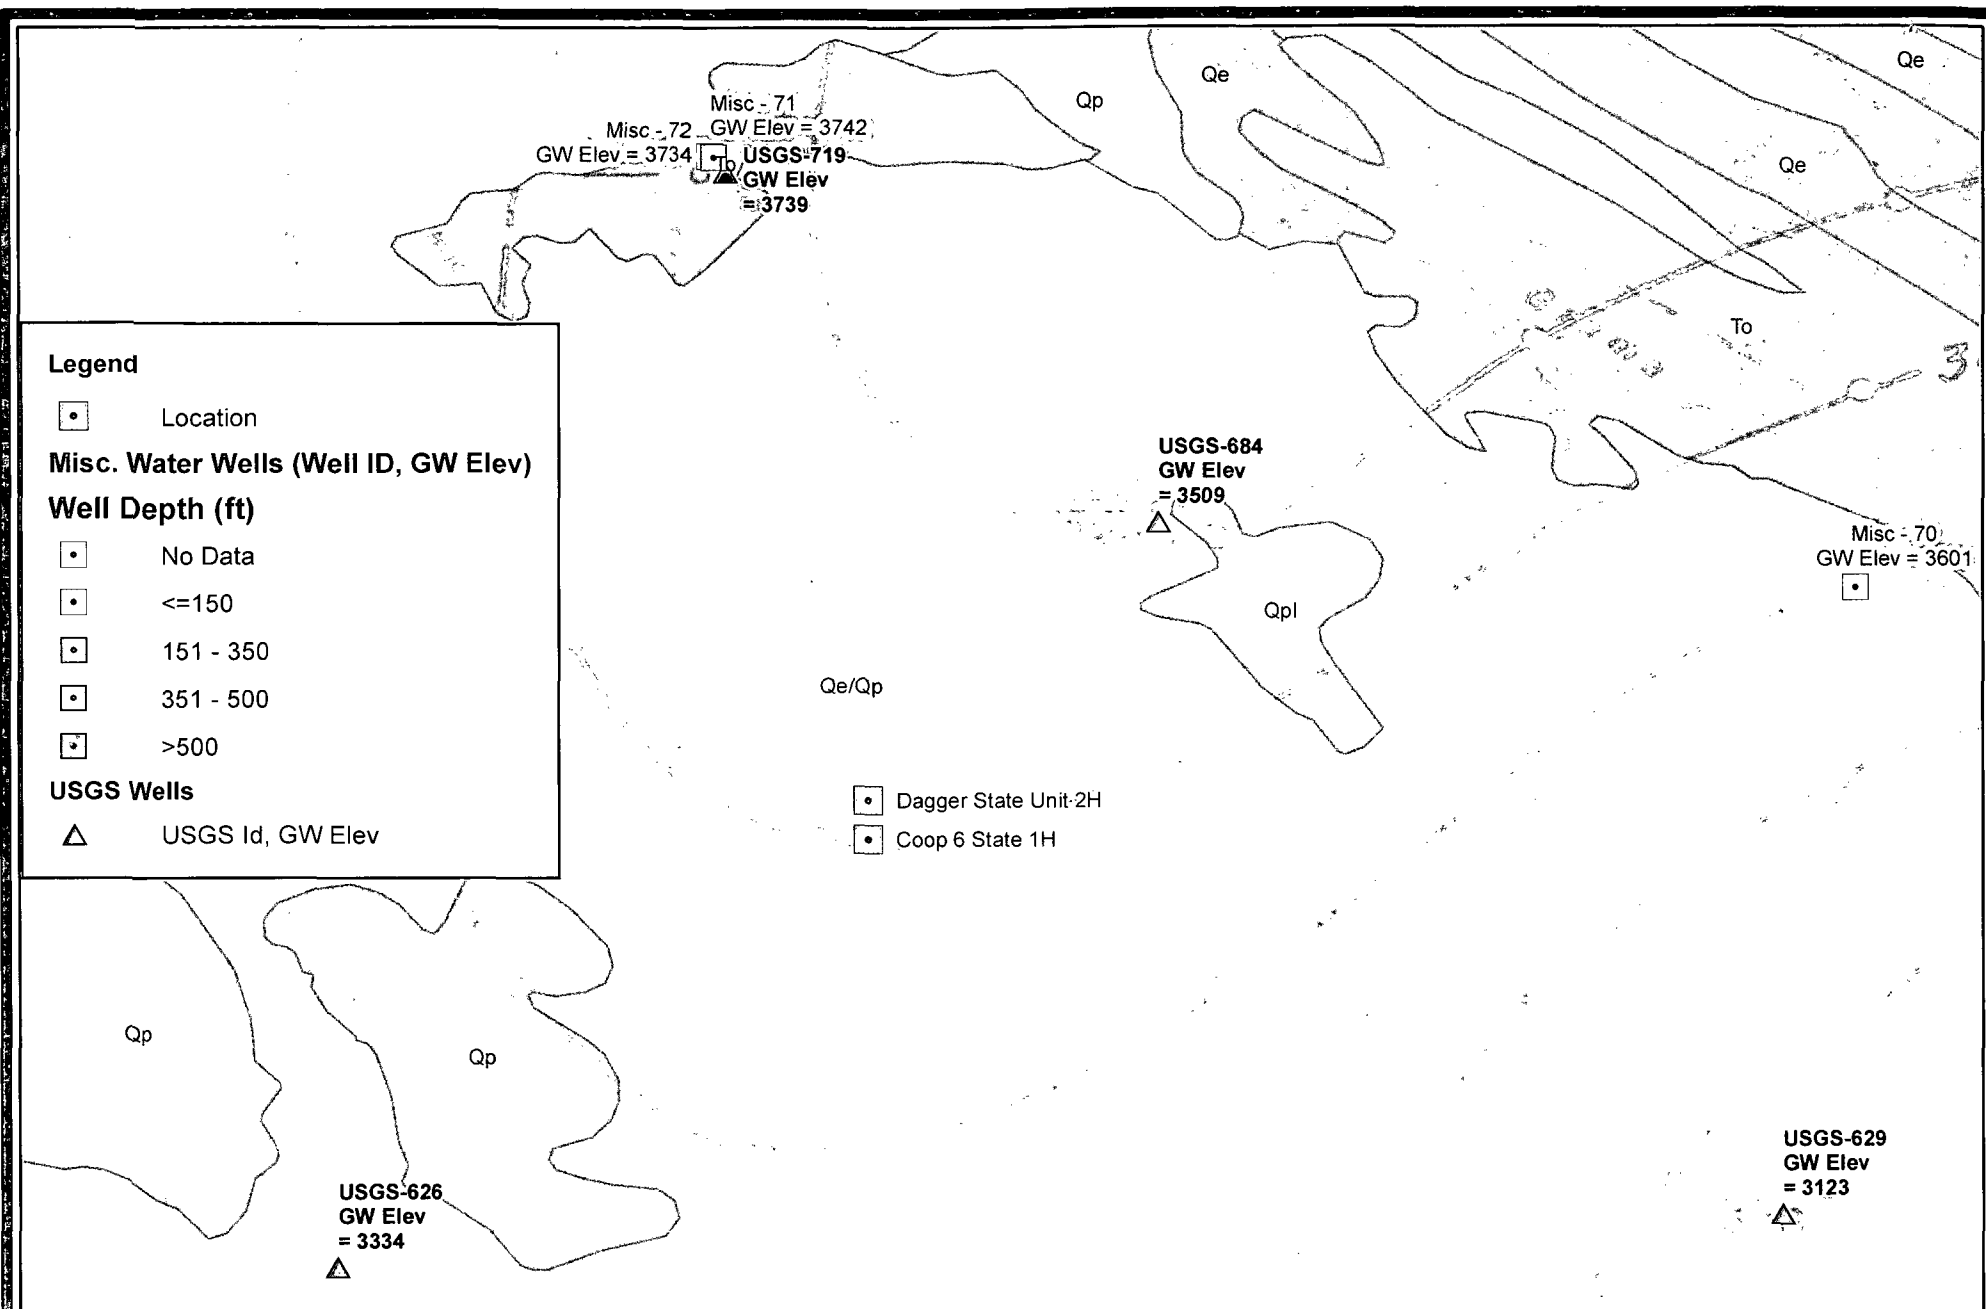 Qe
Qe
Qp
Misc - 71
GW Elev = 3742
Misc - 72
GW Elev = 3734
To
USGS-719
GW Elev
= 3739
Qe
To
3
Legend
Location
Misc. Water Wells (Well ID, GW Elev)
Well Depth (ft)
No Data
<=150
151 - 350
351 - 500
>500
USGS Wells
USGS Id, GW Elev
USGS-684
GW Elev
= 3509
Misc - 70
GW Elev = 3601
Qpl
Qe/Qp
Dagger State Unit 2H
Coop 6 State 1H
Qp
Qp
USGS-626
GW Elev
= 3334
USGS-629
GW Elev
= 3123